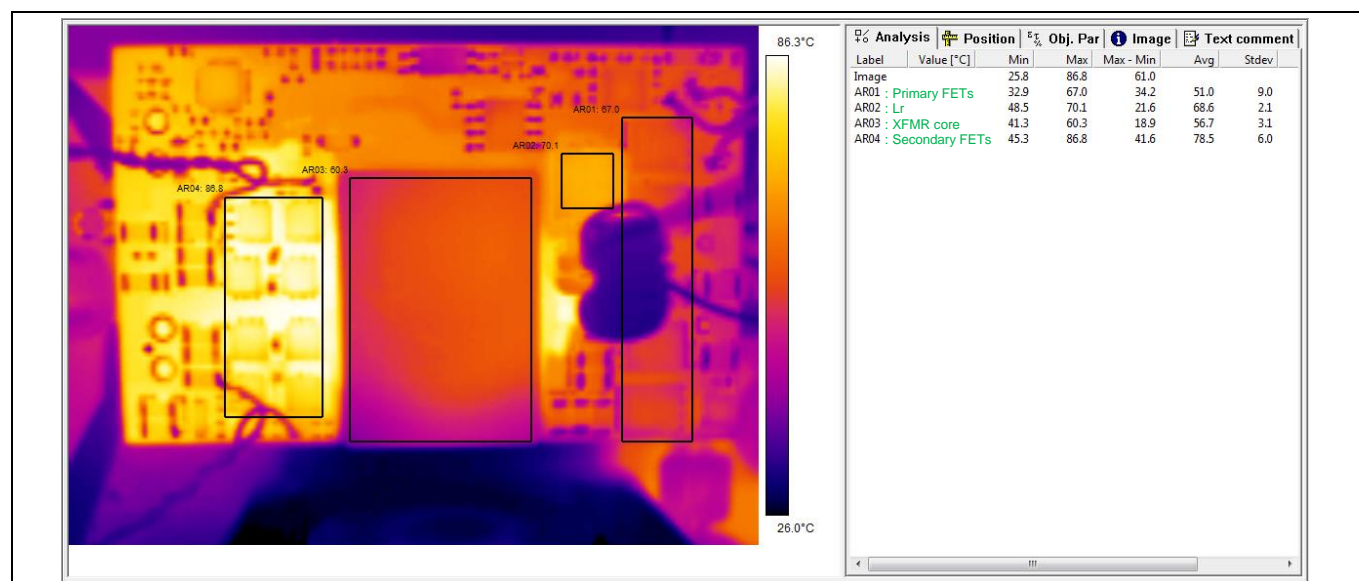 86.3°C
AR01: 67.0
AR02: 70.1
AR03: 60.3
AR04: 86.8
26.0°C
Analysis Position Obj. Par Image Text comment
Label Value [°C] Min Max Max - Min Avg Stdev
Image 25.8 86.8 61.0
AR01 : Primary FETs 32.9 67.0 34.2 51.0 9.0
AR02 : Lr 48.5 70.1 21.6 68.6 2.1
AR03 : XFMR core 41.3 60.3 18.9 56.7 3.1
AR04 : Secondary FETs 45.3 86.8 41.6 78.5 6.0